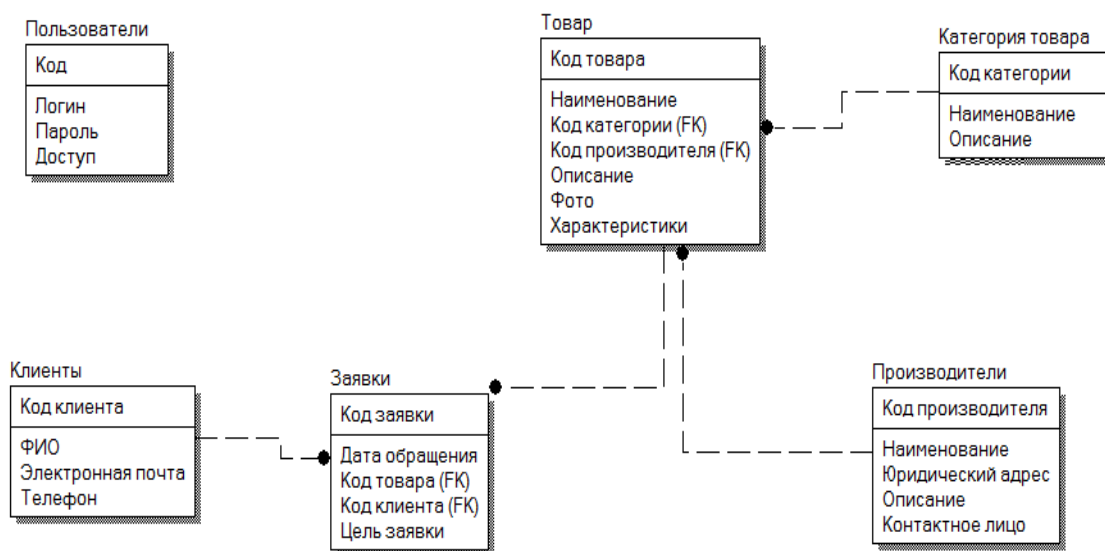 Пользователи
Код
Логин
Пароль
Доступ
Товар
Код товара
Наименование
Код категории (FK)
Код производителя (FK)
Описание
Фото
Характеристики
Категория товара
Код категории
Наименование
Описание
Клиенты
Код клиента
ФИО
Электронная почта
Телефон
Заявки
Код заявки
Дата обращения
Код товара (FK)
Код клиента (FK)
Цель заявки
Производители
Код производителя
Наименование
Юридический адрес
Описание
Контактное лицо